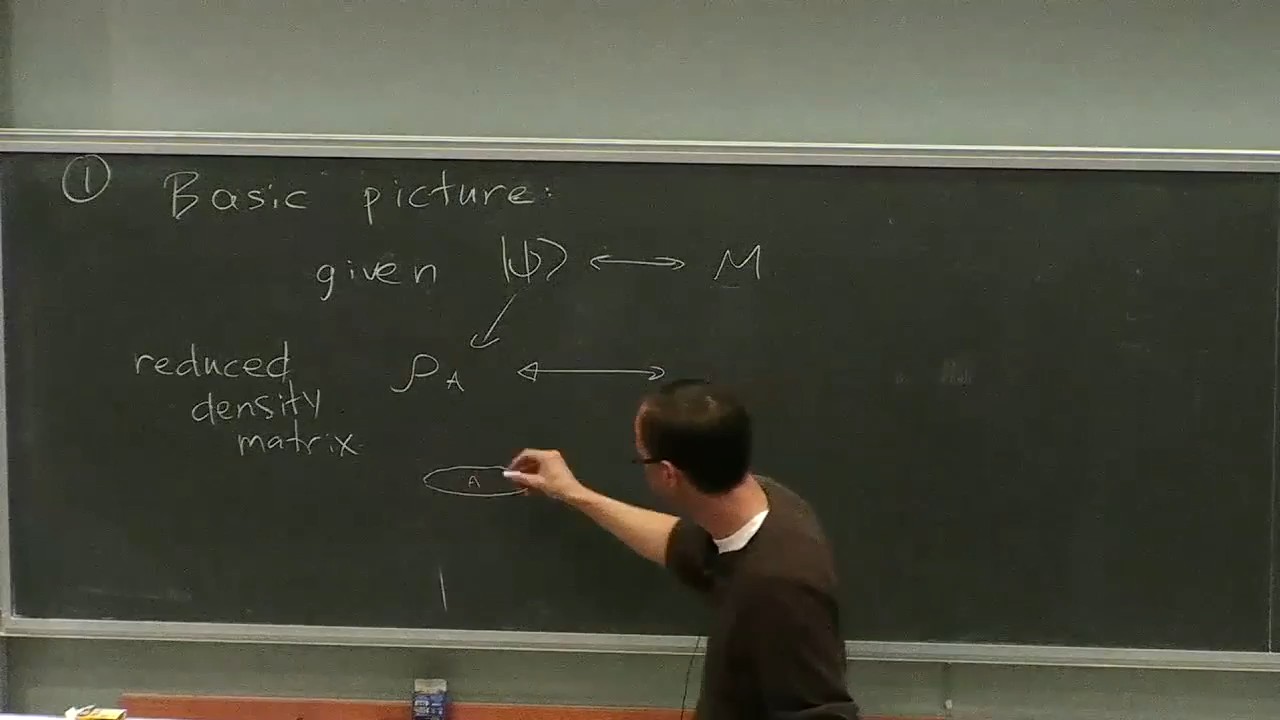 ① Basic picture:
given |ψ⟩ ↔ M
reduced ρ_A ↔
density
matrix
A